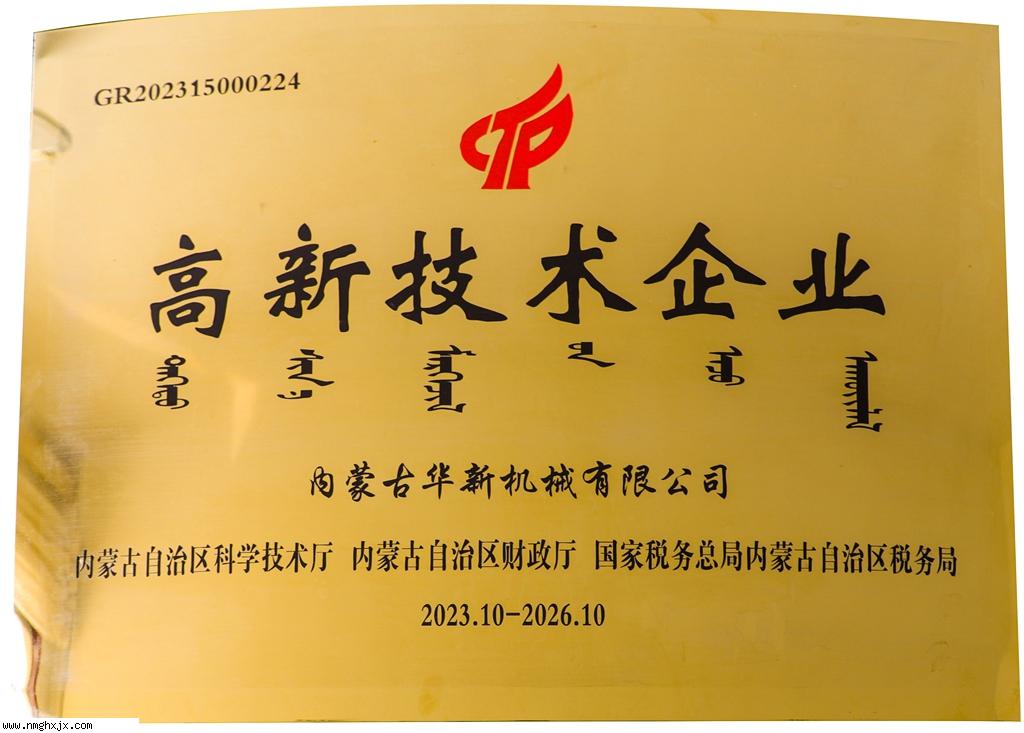 GR202315000224
CTP
高新技术企业
内蒙古华新机械有限公司
内蒙古自治区科学技术厅 内蒙古自治区财政厅 国家税务总局内蒙古自治区税务局
2023.10-2026.10
www.nmghxjx.com